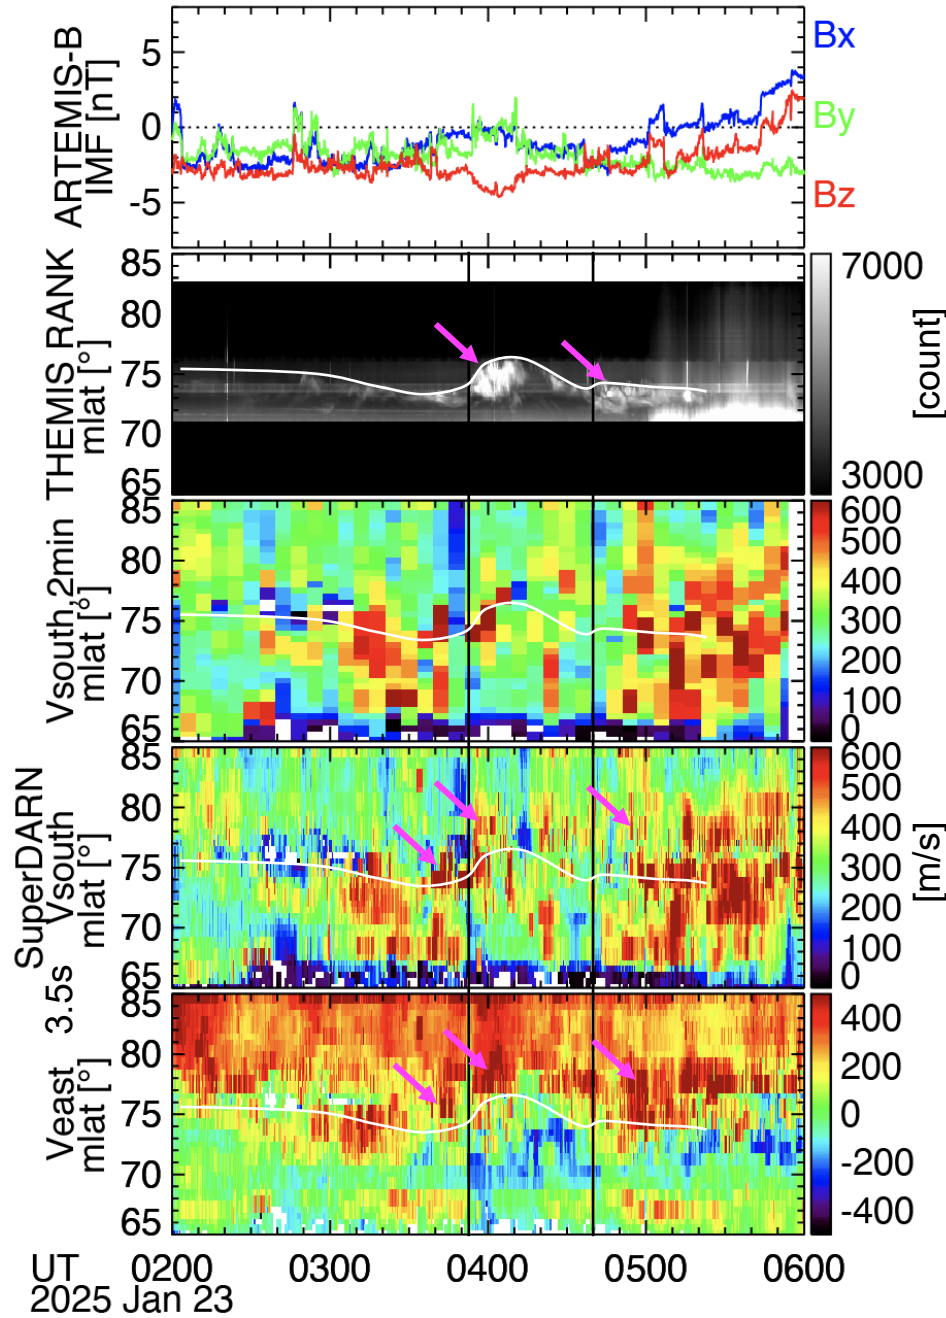 ARTEMIS-B
IMF [nT]
5
0
-5
Bx
By
Bz
THEMIS RANK
mlat [°]
85
80
75
70
65
7000
3000
[count]
Vsouth,2min
mlat [°]
85
80
75
70
65
600
500
400
300
200
100
0
SuperDARN
3.5s Vsouth
mlat [°]
85
80
75
70
65
600
500
400
300
200
100
0
[m/s]
Veast
mlat [°]
85
80
75
70
65
400
200
0
-200
-400
UT
0200 0300 0400 0500 0600
2025 Jan 23